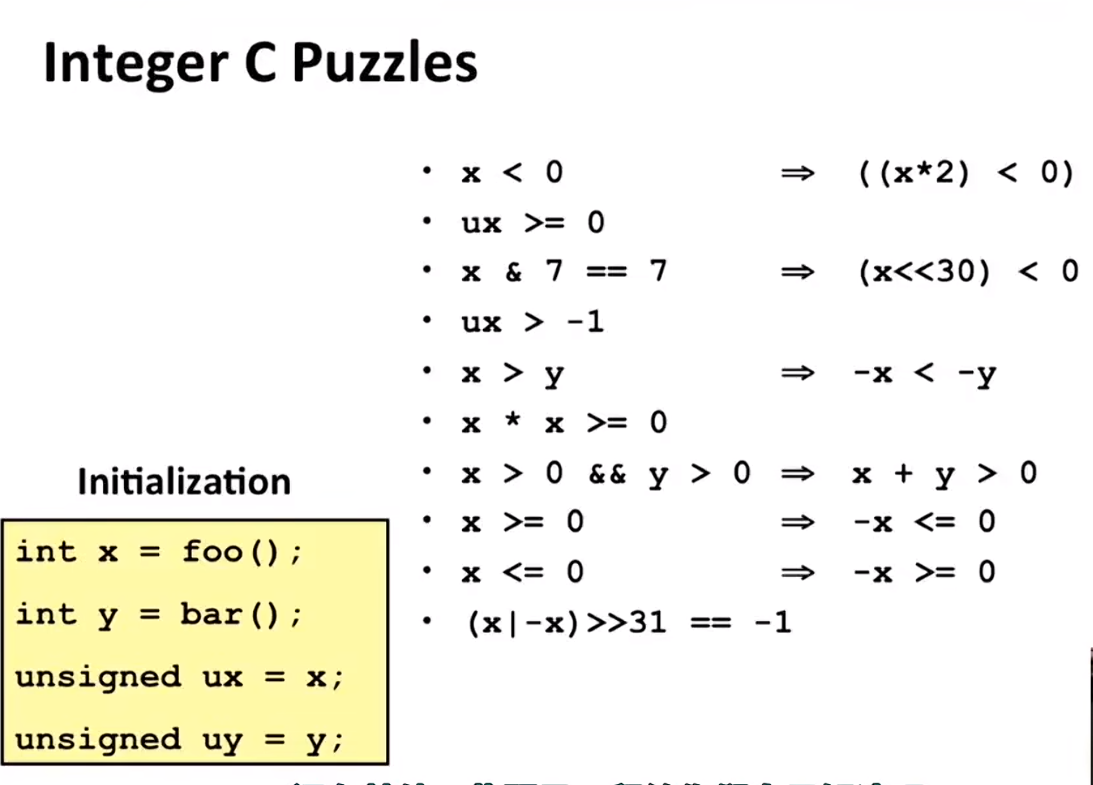 Integer C Puzzles
• x < 0 ⇒ ((x*2) < 0)
• ux >= 0
• x & 7 == 7 ⇒ (x<<30) < 0
• ux > -1
• x > y ⇒ -x < -y
• x * x >= 0
• x > 0 && y > 0 ⇒ x + y > 0
• x >= 0 ⇒ -x <= 0
• x <= 0 ⇒ -x >= 0
• (x|-x)>>31 == -1
Initialization
int x = foo();
int y = bar();
unsigned ux = x;
unsigned uy = y;